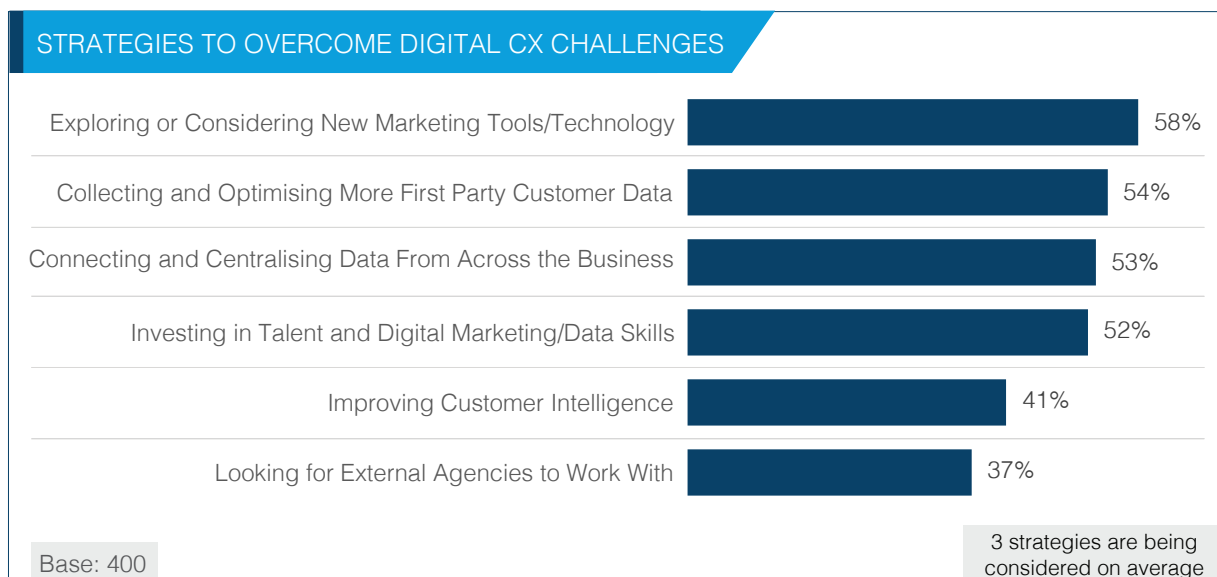 STRATEGIES TO OVERCOME DIGITAL CX CHALLENGES
Exploring or Considering New Marketing Tools/Technology 58%
Collecting and Optimising More First Party Customer Data 54%
Connecting and Centralising Data From Across the Business 53%
Investing in Talent and Digital Marketing/Data Skills 52%
Improving Customer Intelligence 41%
Looking for External Agencies to Work With 37%
Base: 400
3 strategies are being
considered on average